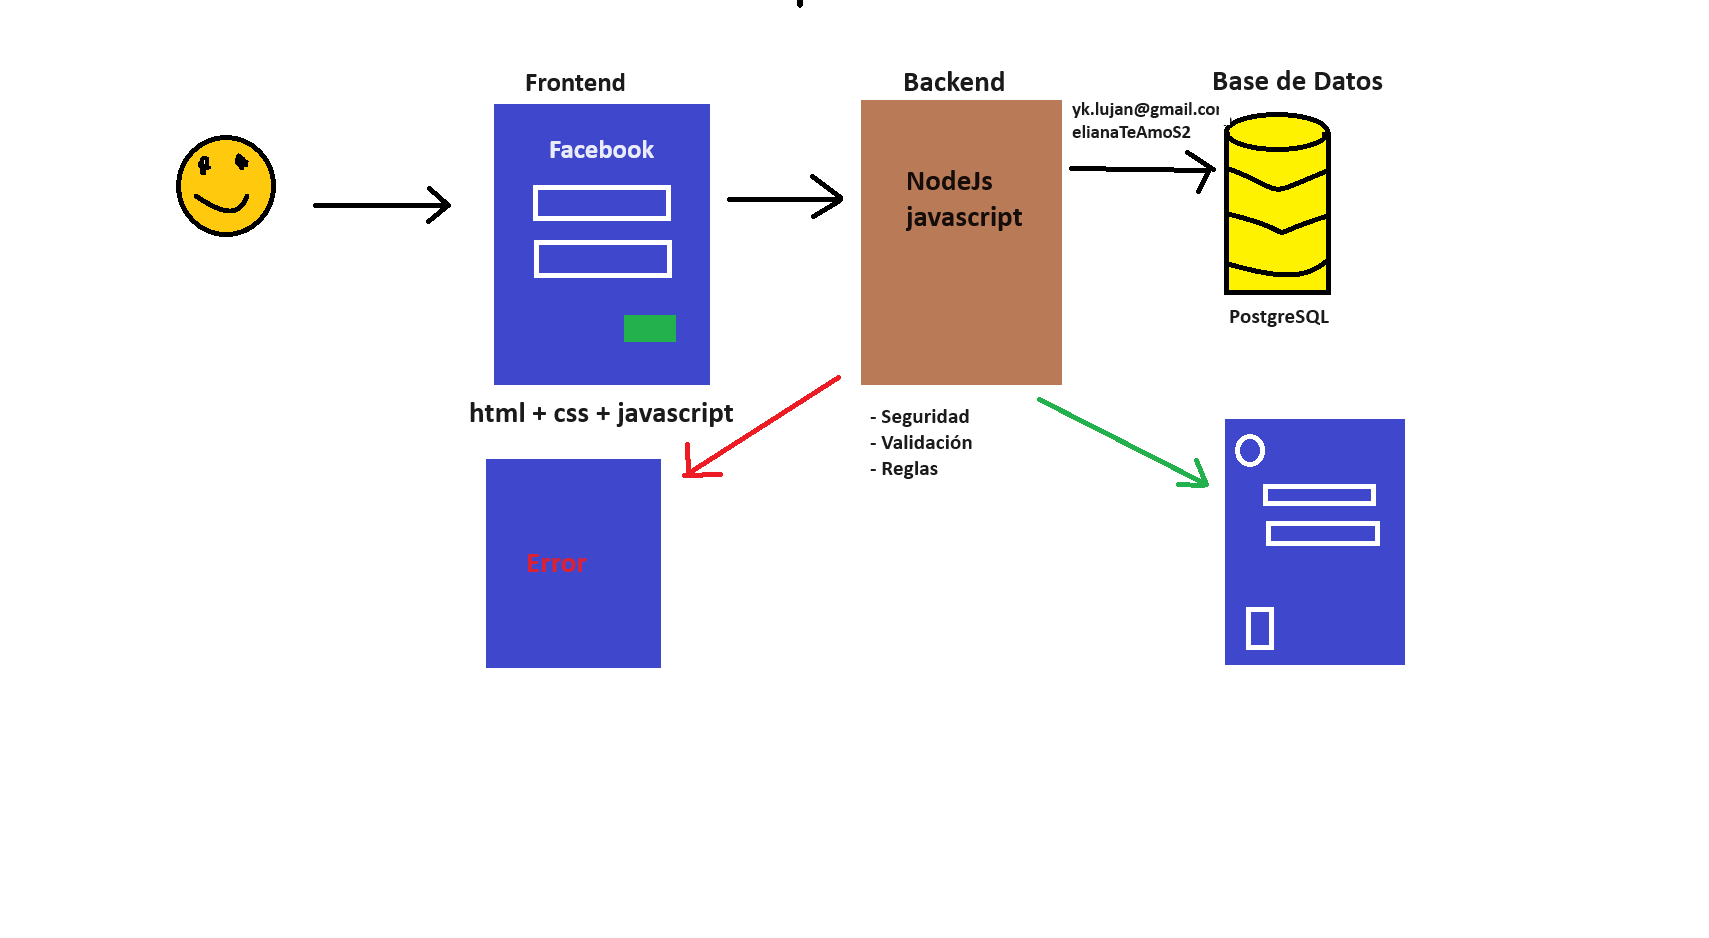 Frontend
Backend
Base de Datos
Facebook
yk.lujan@gmail.co
elianaTeAmoS2
NodeJs
javascript
PostgreSQL
html + css + javascript
- Seguridad
- Validación
- Reglas
Error